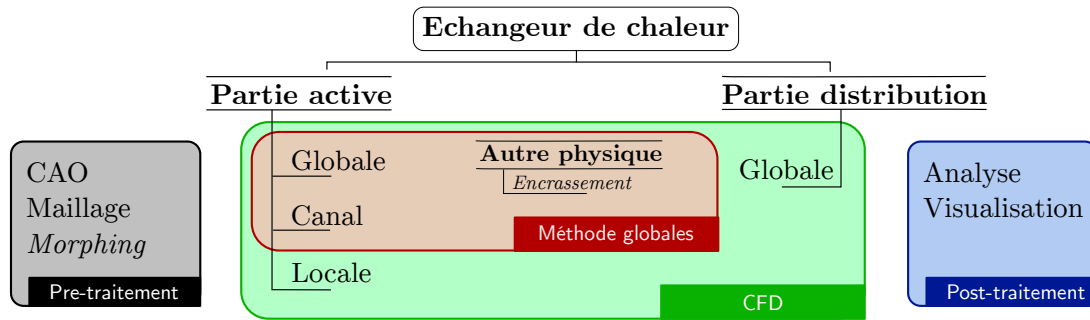 Echangeur de chaleur
Partie active
Partie distribution
CAO
Maillage
Morphing
Pre-traitement
Globale
Canal
Locale
Autre physique
Encrassement
Méthode globales
Globale
CFD
Analyse
Visualisation
Post-traitement